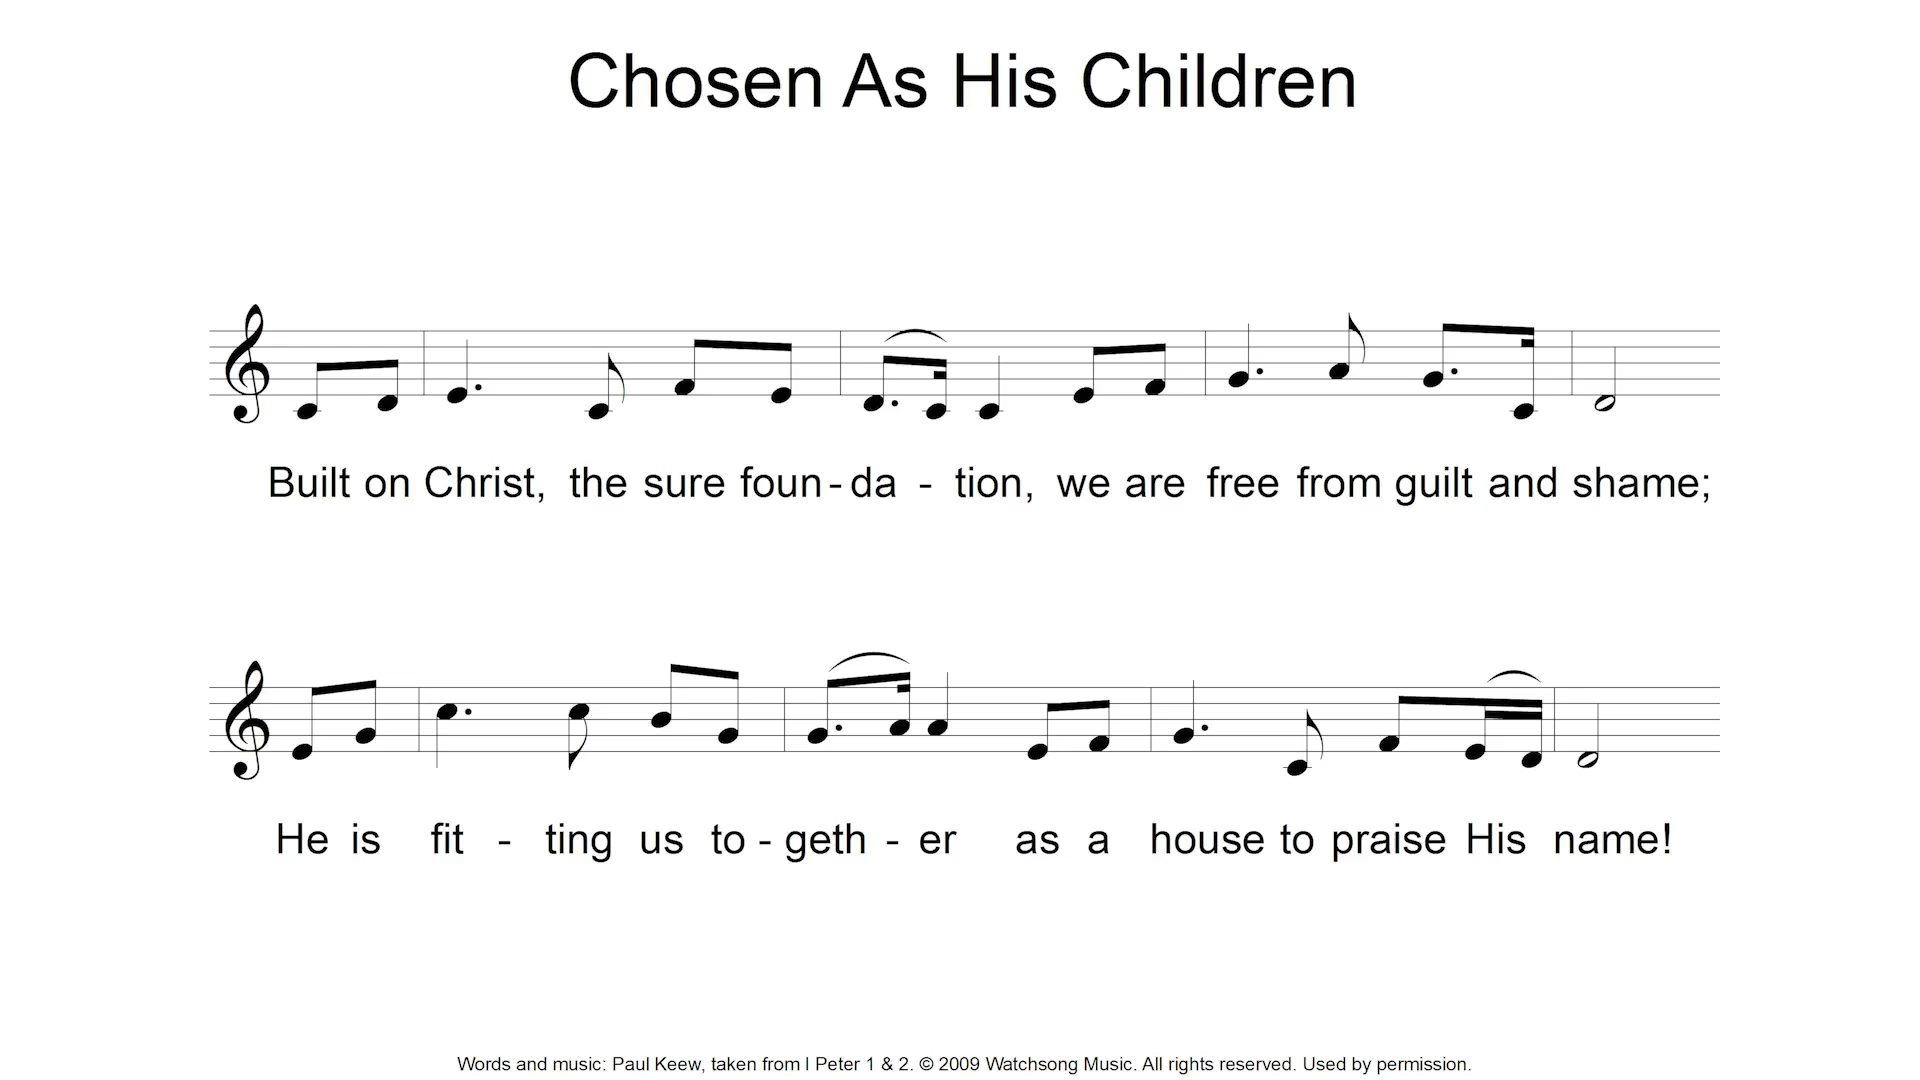 Chosen As His Children
Built on Christ, the sure foun-da - tion, we are free from guilt and shame;
He is fit - ting us to-geth - er as a house to praise His name!
Words and music: Paul Keew, taken from I Peter 1 & 2. © 2009 Watchsong Music. All rights reserved. Used by permission.